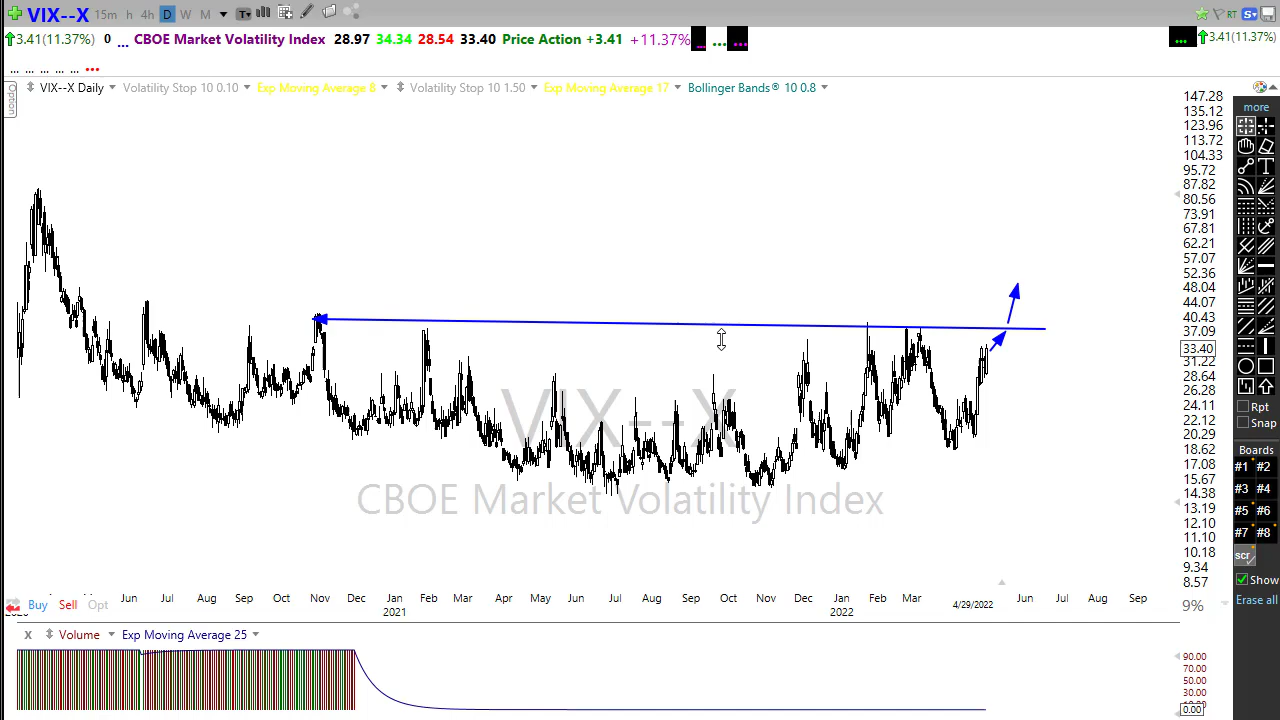 VIX--X 15m h 4h D W M T RT S
3.41(11.37%) 0 ... CBOE Market Volatility Index 28.97 34.34 28.54 33.40 Price Action +3.41 +11.37% ... ... ... ... 3.41(11.37%)
... ... ... ... ... ...
Option
VIX--X Daily Volatility Stop 10 0.10 Exp Moving Average 8 Volatility Stop 10 1.50 Exp Moving Average 17 Bollinger Bands® 10 0.8
147.28
135.12
123.96
113.72
104.33
95.72
87.82
80.56
73.91
67.81
62.21
57.07
52.36
48.04
44.07
40.43
37.09
33.40
31.22
28.64
26.28
24.11
22.12
20.29
18.62
17.08
15.67
14.38
13.19
12.10
11.10
10.18
9.34
8.57
VIX--X
CBOE Market Volatility Index
more
T
Rpt
Snap
Boards
#1 #2
#3 #4
#5 #6
#7 #8
scr
Show
Erase all
Jun Jul Aug Sep Oct Nov Dec Jan Feb Mar Apr May Jun Jul Aug Sep Oct Nov Dec Jan Feb Mar 4/29/2022 Jun Jul Aug Sep
2021 2022
Buy Sell Opt 9%
X Volume Exp Moving Average 25
90.00
70.00
50.00
30.00
0.00